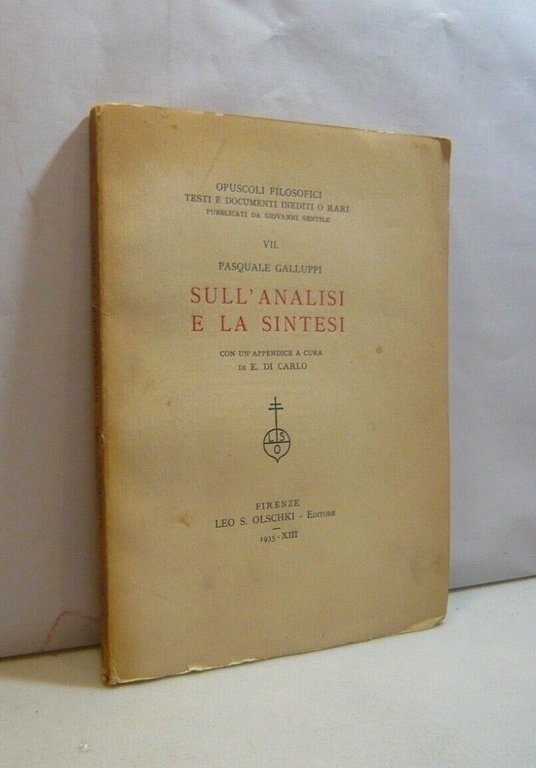 OPUSCOLI FILOSOFICI
TESTI E DOCUMENTI INEDITI O RARI
PUBBLICATI DA GIOVANNI GENTILE
VII.
PASQUALE GALLUPPI
SULL'ANALISI
E LA SINTESI
CON UN'APPENDICE A CURA
DI E. DI CARLO
L S
O
FIRENZE
LEO S. OLSCHKI - EDITORE
1935 - XIII